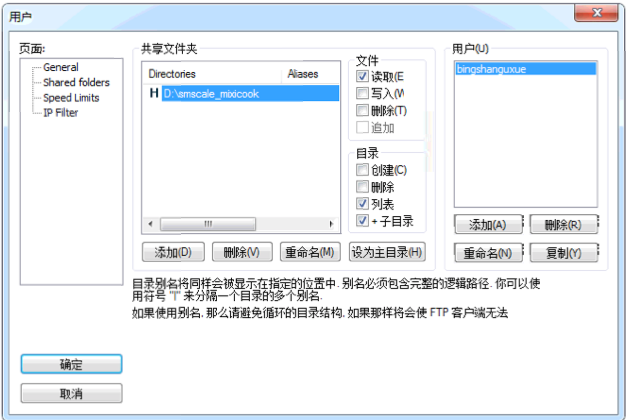 用户
页面:
General
Shared folders
Speed Limits
IP Filter
共享文件夹
Directories Aliases
H D:\smscale_mixicook
文件
读取(E
写入(W
删除(T)
追加
目录
创建(C)
删除
列表
+子目录
添加(D) 删除(V) 重命名(M) 设为主目录(H)
用户(U)
bingshanguxue
添加(A) 删除(R)
重命名(N) 复制(Y)
目录别名将同样会被显示在指定的位置中. 别名必须包含完整的逻辑路径. 你可以使
用符号 "|" 来分隔一个目录的多个别名.
如果使用别名. 那么请避免循环的目录结构. 如果那样将会使 FTP 客户端无法
确定
取消